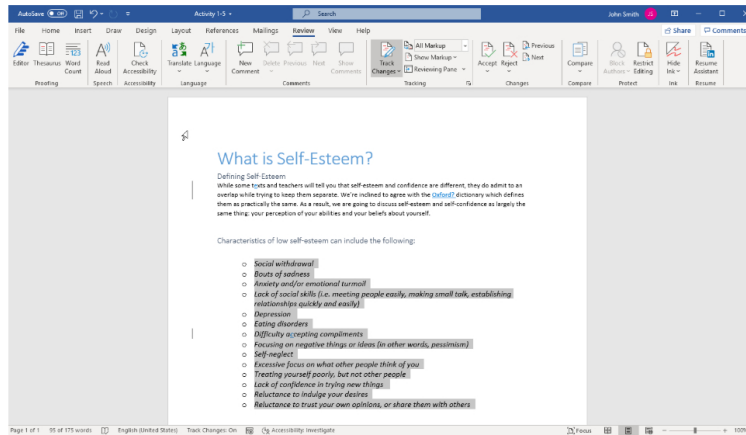 AutoSave On Activity 1-5 Search John Smith JS
File Home Insert Draw Design Layout References Mailings Review View Help Share Comments
Editor Thesaurus Word Count Read Aloud Check Accessibility Translate Language New Comment Delete Previous Next Show Comments Track Changes All Markup Show Markup Reviewing Pane Accept Reject Previous Next Compare Block Authors Restrict Editing Hide Ink Resume Assistant
Proofing Speech Accessibility Language Comments Tracking Changes Compare Protect Ink Resume
What is Self-Esteem?
Defining Self-Esteem
While some texts and teachers will tell you that self-esteem and confidence are different, they do admit to an
overlap while trying to keep them separate. We're inclined to agree with the Oxford? dictionary which defines
them as practically the same. As a result, we are going to discuss self-esteem and self-confidence as largely the
same thing: your perception of your abilities and your beliefs about yourself.
Characteristics of low self-esteem can include the following:
o Social withdrawal
o Bouts of sadness
o Anxiety and/or emotional turmoil
o Lack of social skills (i.e. meeting people easily, making small talk, establishing
relationships quickly and easily)
o Depression
o Eating disorders
o Difficulty accepting compliments
o Focusing on negative things or ideas (in other words, pessimism)
o Self-neglect
o Excessive focus on what other people think of you
o Treating yourself poorly, but not other people
o Lack of confidence in trying new things
o Reluctance to indulge your desires
o Reluctance to trust your own opinions, or share them with others
Page 1 of 1 95 of 175 words English (United States) Track Changes: On Accessibility: Investigate Focus 100%